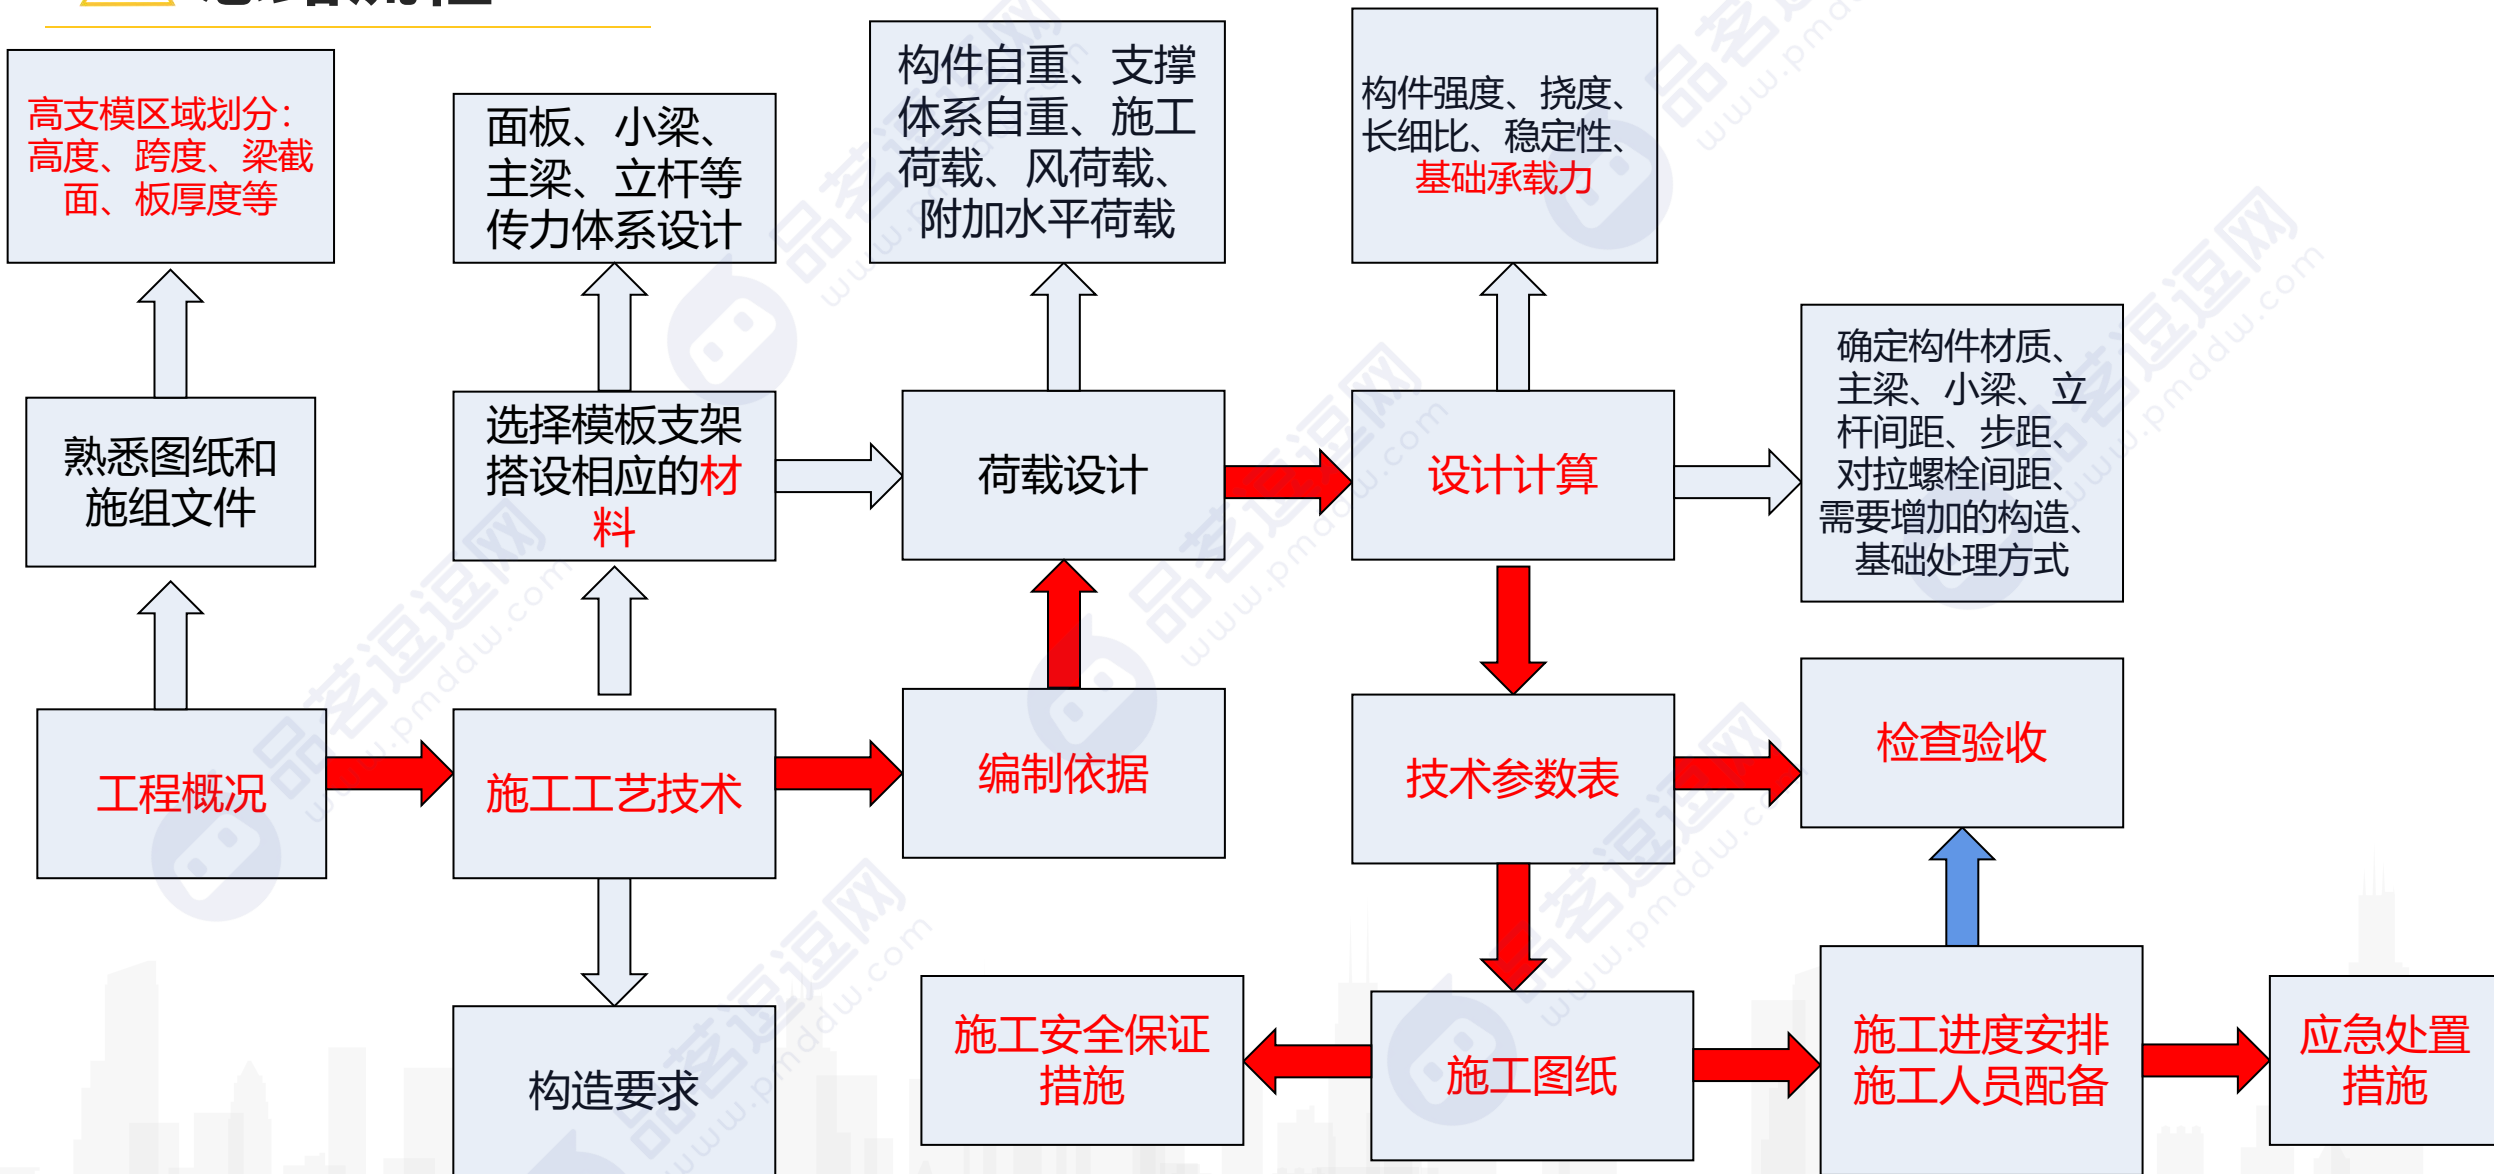 高支模区域划分：
高度、跨度、梁截
面、板厚度等
面板、小梁、
主梁、立杆等
传力体系设计
构件自重、支撑
体系自重、施工
荷载、风荷载、
附加水平荷载
构件强度、挠度、
长细比、稳定性、
基础承载力
熟悉图纸和
施组文件
选择模板支架
搭设相应的材
料
荷载设计
设计计算
确定构件材质、
主梁、小梁、立
杆间距、步距、
对拉螺栓间距、
需要增加的构造、
基础处理方式
工程概况
施工工艺技术
编制依据
技术参数表
检查验收
构造要求
施工安全保证
措施
施工图纸
施工进度安排
施工人员配备
应急处置
措施
品茗逗逗网
www.pmddw.com